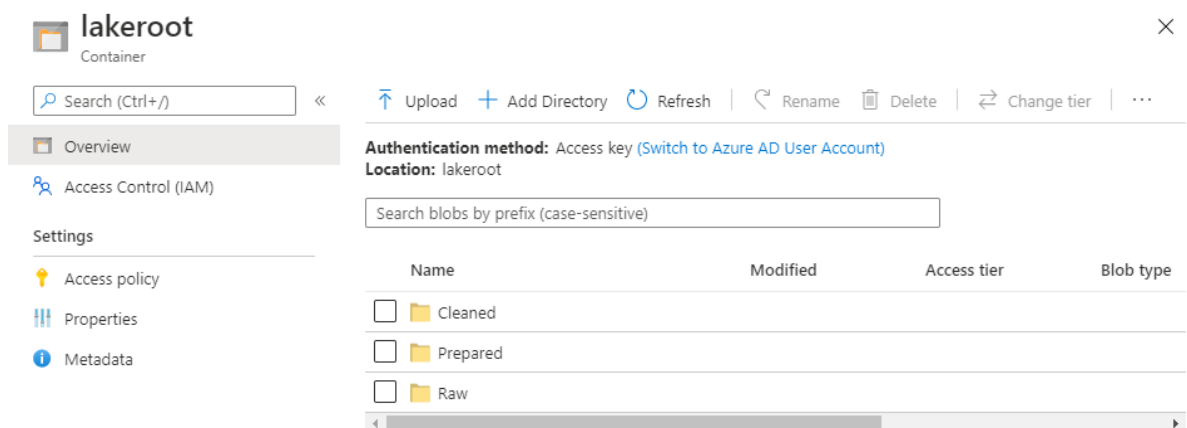 lakeroot
Container
Search (Ctrl+/)
«
Overview
Access Control (IAM)
Settings
Access policy
Properties
Metadata
Upload
Add Directory
Refresh
Rename
Delete
Change tier
...
Authentication method: Access key (Switch to Azure AD User Account)
Location: lakeroot
Search blobs by prefix (case-sensitive)
Name Modified Access tier Blob type
Cleaned
Prepared
Raw